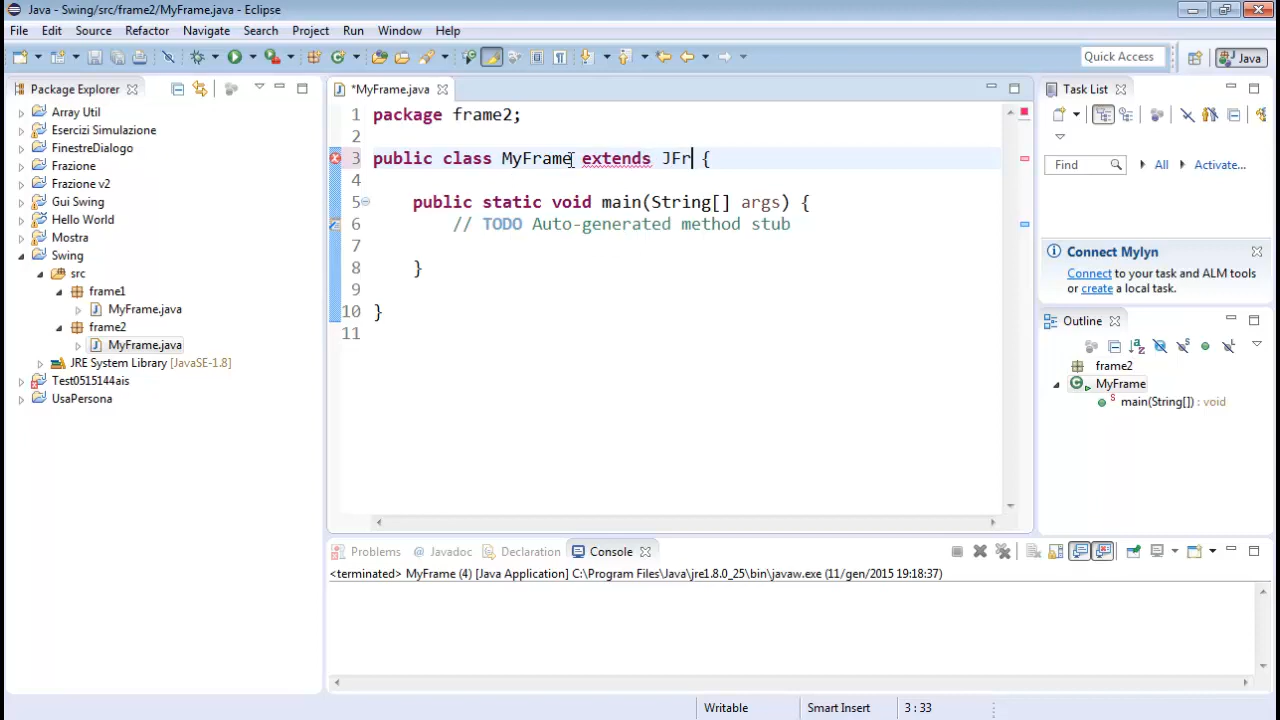 Java - Swing/src/frame2/MyFrame.java - Eclipse
File Edit Source Refactor Navigate Search Project Run Window Help
Quick Access
Java
Package Explorer
Array Util
Esercizi Simulazione
FinestreDialogo
Frazione
Frazione v2
Gui Swing
Hello World
Mostra
Swing
src
frame1
MyFrame.java
frame2
MyFrame.java
JRE System Library [JavaSE-1.8]
Test0515144ais
UsaPersona
*MyFrame.java
1 package frame2;
2
3 public class MyFrame extends JFr {
4
5 public static void main(String[] args) {
6 // TODO Auto-generated method stub
7
8 }
9
10 }
11
Task List
Find All Activate...
Connect Mylyn
Connect to your task and ALM tools
or create a local task.
Outline
frame2
MyFrame
main(String[]) : void
Problems @ Javadoc Declaration Console
<terminated> MyFrame (4) [Java Application] C:\Program Files\Java\jre1.8.0_25\bin\javaw.exe (11/gen/2015 19:18:37)
Writable Smart Insert 3 : 33